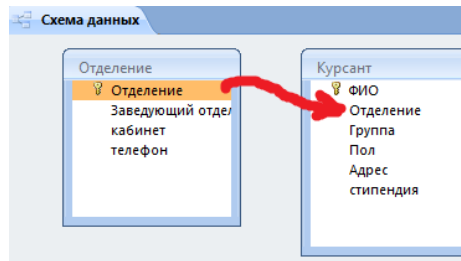 Схема данных
Отделение
Отделение
Заведующий отдел
кабинет
телефон
Курсант
ФИО
Отделение
Группа
Пол
Адрес
стипендия